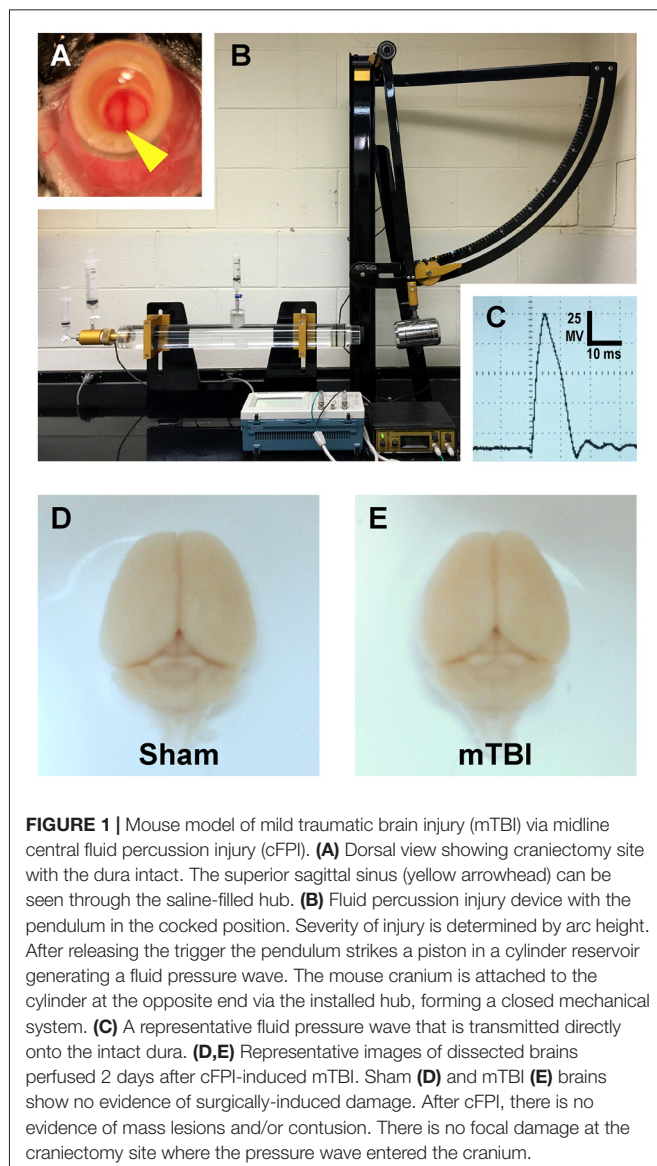 A
B
C
25
MV
10 ms
D
E
Sham
mTBI
FIGURE 1 | Mouse model of mild traumatic brain injury (mTBI) via midline
central fluid percussion injury (cFPI). (A) Dorsal view showing craniectomy site
with the dura intact. The superior sagittal sinus (yellow arrowhead) can be
seen through the saline-filled hub. (B) Fluid percussion injury device with the
pendulum in the cocked position. Severity of injury is determined by arc height.
After releasing the trigger the pendulum strikes a piston in a cylinder reservoir
generating a fluid pressure wave. The mouse cranium is attached to the
cylinder at the opposite end via the installed hub, forming a closed mechanical
system. (C) A representative fluid pressure wave that is transmitted directly
onto the intact dura. (D,E) Representative images of dissected brains
perfused 2 days after cFPI-induced mTBI. Sham (D) and mTBI (E) brains
show no evidence of surgically-induced damage. After cFPI, there is no
evidence of mass lesions and/or contusion. There is no focal damage at the
craniectomy site where the pressure wave entered the cranium.